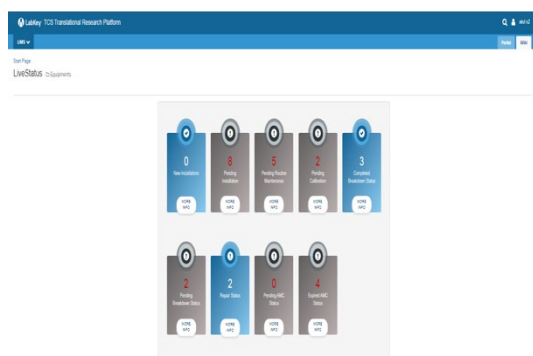 LabKey TCS Translational Research Platform
LIMS
Portal
Wiki
Start Page
LiveStatus
Equipments
0
New Installations
MORE INFO
8
Pending Installation
MORE INFO
5
Pending Routine Maintenance
MORE INFO
2
Pending Calibration
MORE INFO
3
Completed Breakdown Status
MORE INFO
2
Pending Breakdown Status
MORE INFO
2
Repair Status
MORE INFO
0
Pending AMC Status
MORE INFO
4
Expired AMC Status
MORE INFO